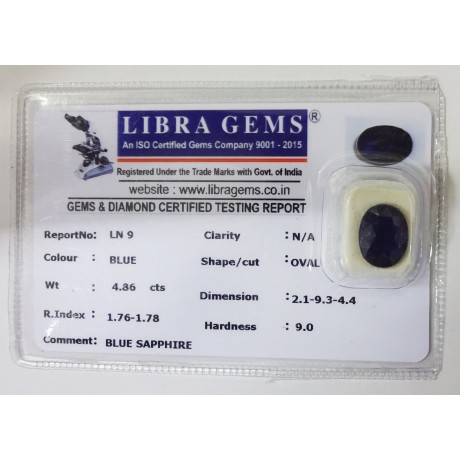 LIBRA GEMS ®
An ISO Certified Gems Company 9001 - 2015
Registered Under the Trade Marks with Govt. of India
website : www.libragems.co.in
GEMS & DIAMOND CERTIFIED TESTING REPORT
ReportNo: LN 9 Clarity : N/A
Colour : BLUE Shape/cut : OVAL
Wt : 4.86 cts Dimension : 2.1-9.3-4.4
R.Index : 1.76-1.78 Hardness : 9.0
Comment: BLUE SAPPHIRE